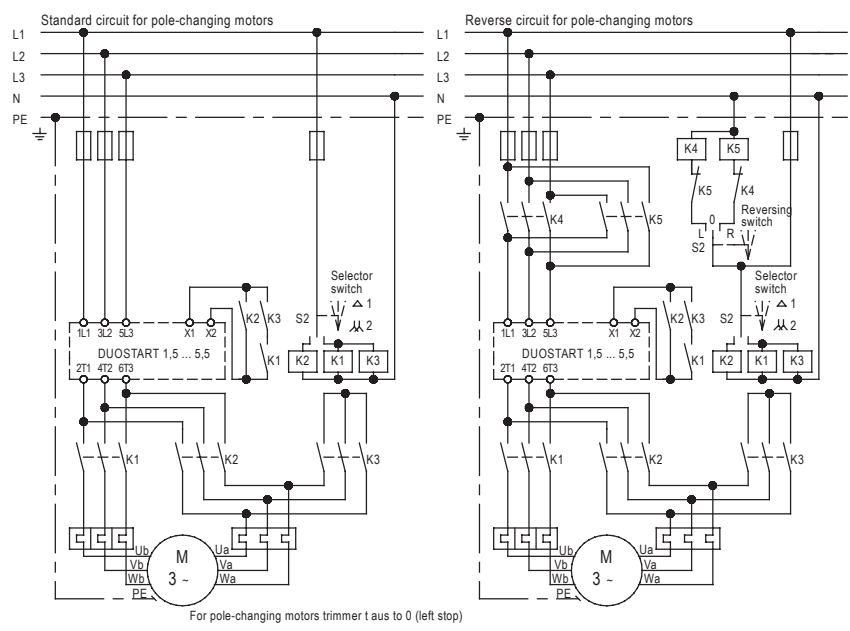 Standard circuit for pole-changing motors
L1
L2
L3
N
PE
S2
Selector
switch
1
2
K2
K3
K1
1L1
3L2
5L3
X1
X2
DUOSTART 1,5 ... 5,5
2T1
4T2
6T3
K2
K1
K3
K1
K2
K3
Ub
Vb
Wb
PE
M
3 ~
Ua
Va
Wa
Reverse circuit for pole-changing motors
L1
L2
L3
N
PE
K4
K5
K5
K4
K4
K5
0
L
R
S2
Reversing
switch
Selector
switch
S2
1
2
K2
K3
K1
1L1
3L2
5L3
X1
X2
DUOSTART 1,5 ... 5,5
2T1
4T2
6T3
K2
K1
K3
K1
K2
K3
Ub
Vb
Wb
PE
M
3 ~
Ua
Va
Wa
For pole-changing motors trimmer t aus to 0 (left stop)